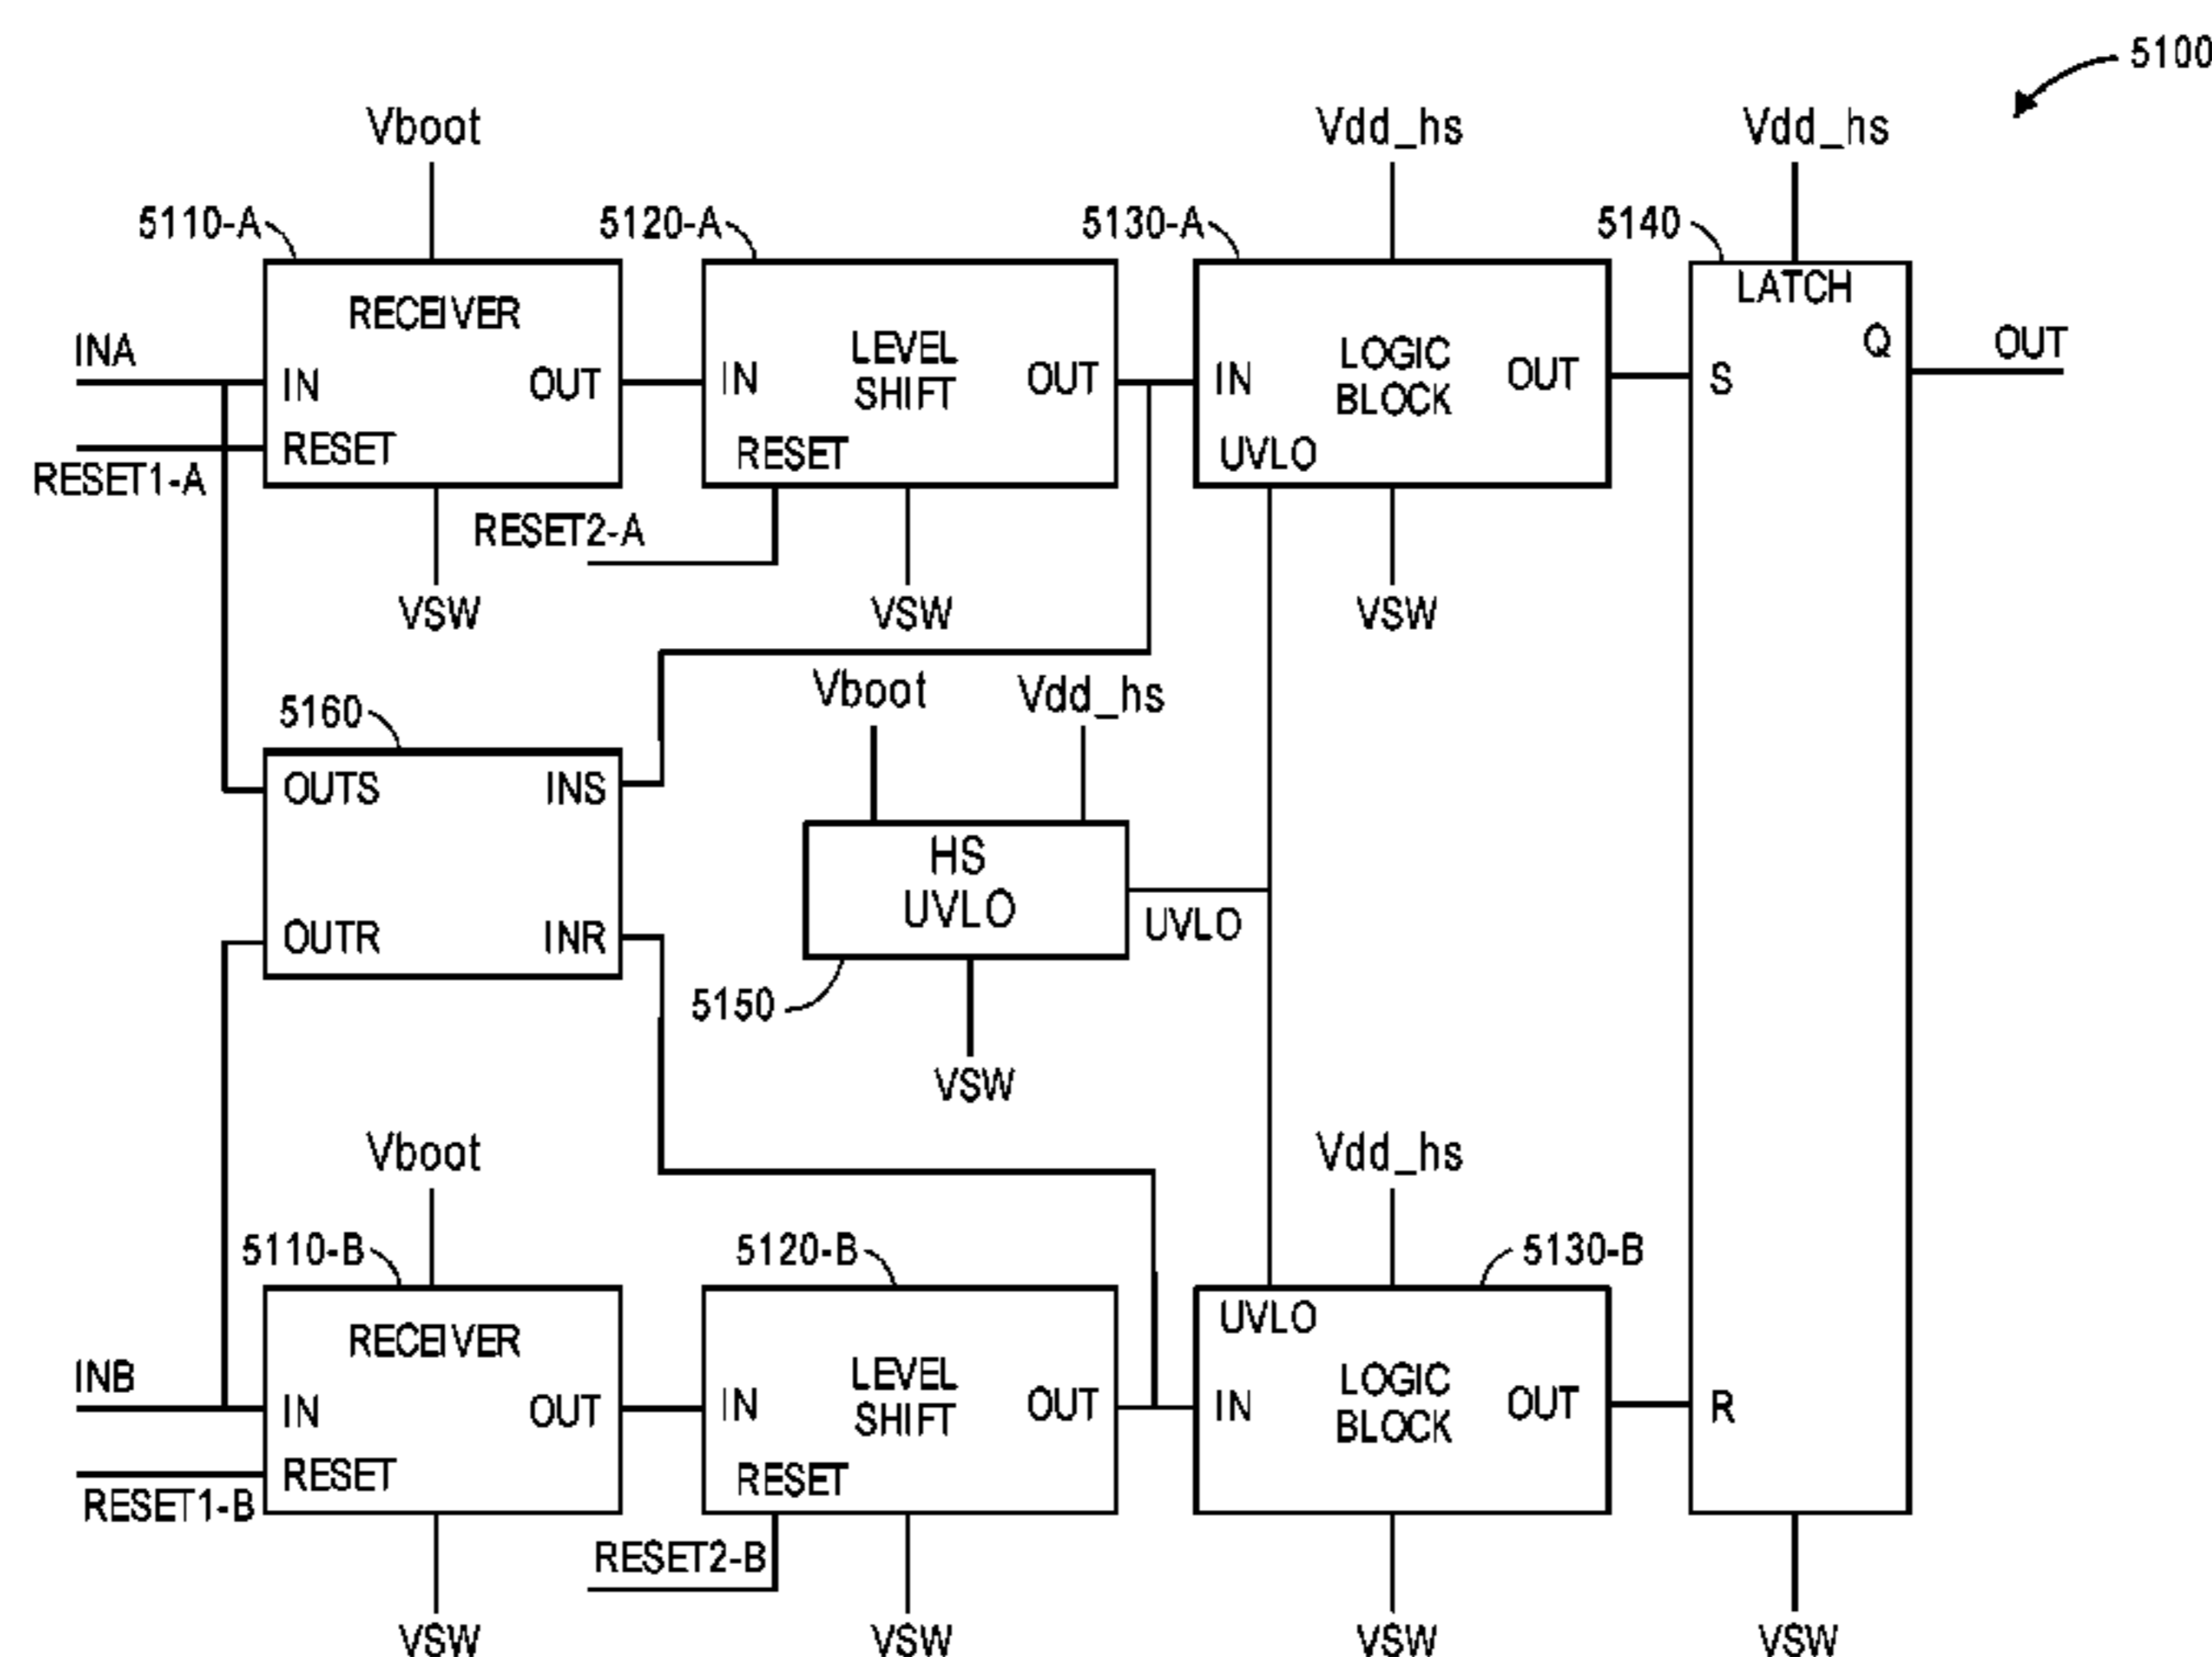 5100
Vboot
Vdd_hs
Vdd_hs
5110-A
5120-A
5130-A
5140
RECEIVER
LEVEL
SHIFT
LOGIC
BLOCK
LATCH
Q
OUT
INA
IN
OUT
IN
OUT
IN
OUT
S
RESET
RESET
UVLO
RESET1-A
RESET2-A
VSW
VSW
VSW
Vboot
Vdd_hs
5160
OUTS
INS
HS
UVLO
UVLO
OUTR
INR
5150
VSW
Vboot
Vdd_hs
5110-B
5120-B
5130-B
RECEIVER
LEVEL
SHIFT
UVLO
LOGIC
BLOCK
INB
IN
OUT
IN
OUT
IN
OUT
R
RESET
RESET
RESET1-B
RESET2-B
VSW
VSW
VSW
VSW